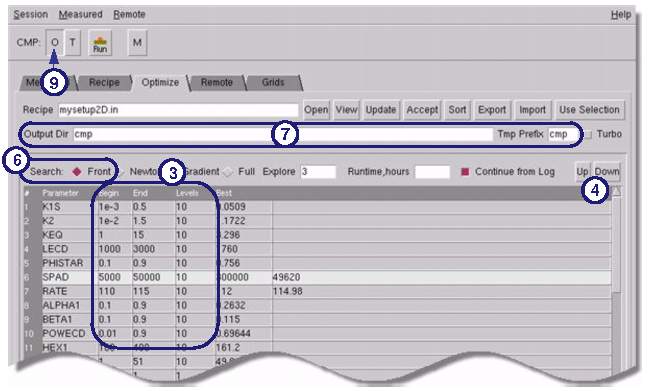 Session Measured Remote Help
CMP: O T Run M
9
Recipe Optimize Remote Grids
Recipe mysetup2D.in Open View Update Accept Sort Export Import Use Selection
Output Dir cmp 7 Tmp Prefix cmp Turbo
6 3
Search: Front Gradient Full Explore 3 Runtime,hours Continue from Log Up Down
4
# Parameter Begin End Levels Best
1 K1S 1e-3 0.5 10 0.0509
2 K2 1e-2 1.5 10 .1722
3 KEQ 1 15 10 3.296
4 LECD 1000 3000 10 760
5 PHISTAR 0.1 0.9 10 0.756
6 SPAD 5000 50000 10 300000 49620
7 RATE 110 115 10 12 114.98
8 ALPHA1 0.1 0.9 10 0.2632
9 BETA1 0.1 0.9 10 0.115
10 POWECD 0.01 0.9 10 0.69644
11 HEX1 10 161.2
1 51 10
1